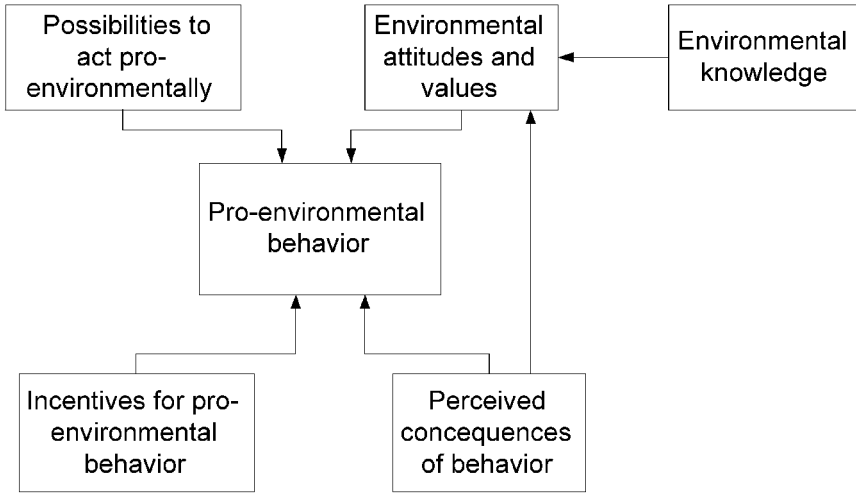 Possibilities to
act pro-
environmentally
Environmental
attitudes and
values
Environmental
knowledge
Pro-environmental
behavior
Incentives for pro-
environmental
behavior
Perceived
concequences
of behavior